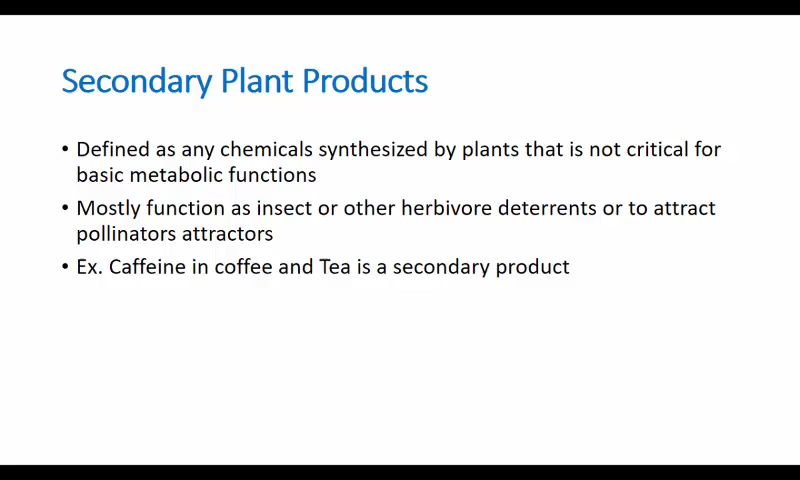 Secondary Plant Products
• Defined as any chemicals synthesized by plants that is not critical for
basic metabolic functions
• Mostly function as insect or other herbivore deterrents or to attract
pollinators attractors
• Ex. Caffeine in coffee and Tea is a secondary product